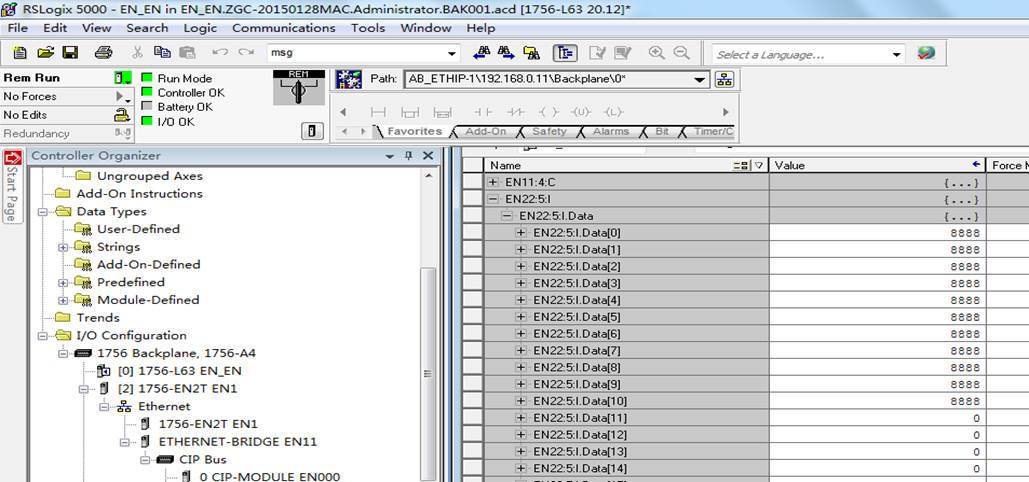 RSLogix 5000 - EN_EN in EN_EN.ZGC-20150128MAC.Administrator.BAK001.acd [1756-L63 20.12]*
File Edit View Search Logic Communications Tools Window Help
msg
Select a Language...
Rem Run
Run Mode
No Forces
Controller OK
No Edits
Battery OK
Redundancy
I/O OK
REM
Path: AB_ETHIP-1\192.168.0.11\Backplane\0*
Favorites Add-On Safety Alarms Bit Timer/C
Start Page
Controller Organizer
Ungrouped Axes
Add-On Instructions
Data Types
User-Defined
Strings
Add-On-Defined
Predefined
Module-Defined
Trends
I/O Configuration
1756 Backplane, 1756-A4
[0] 1756-L63 EN_EN
[2] 1756-EN2T EN1
Ethernet
1756-EN2T EN1
ETHERNET-BRIDGE EN11
CIP Bus
0 CIP-MODULE EN000
Name Value Force M
EN11:4:C {...}
EN22:5:I {...}
EN22:5:I.Data {...}
EN22:5:I.Data[0] 8888
EN22:5:I.Data[1] 8888
EN22:5:I.Data[2] 8888
EN22:5:I.Data[3] 8888
EN22:5:I.Data[4] 8888
EN22:5:I.Data[5] 8888
EN22:5:I.Data[6] 8888
EN22:5:I.Data[7] 8888
EN22:5:I.Data[8] 8888
EN22:5:I.Data[9] 8888
EN22:5:I.Data[10] 8888
EN22:5:I.Data[11] 0
EN22:5:I.Data[12] 0
EN22:5:I.Data[13] 0
EN22:5:I.Data[14] 0